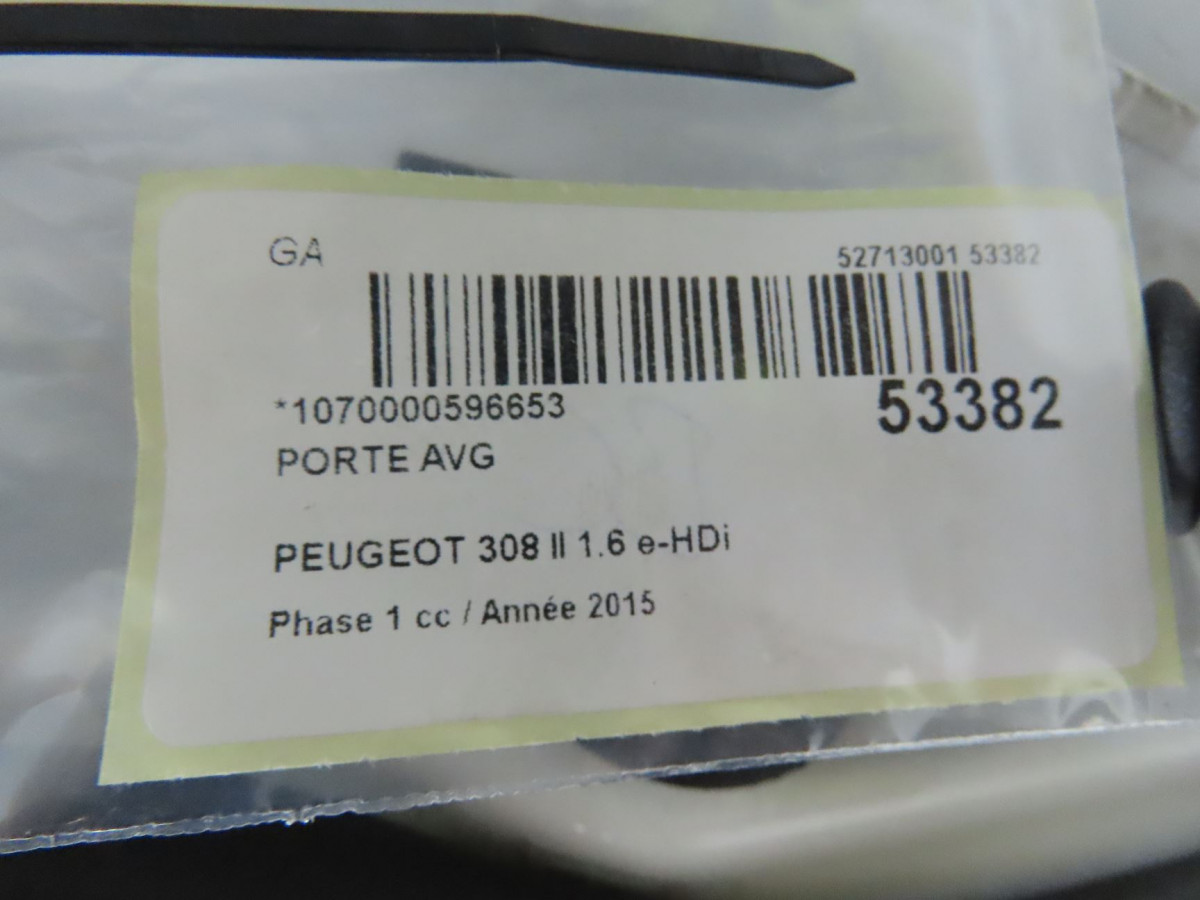 GA
52713001 53382
*1070000596653
53382
PORTE AVG
PEUGEOT 308 II 1.6 e-HDi
Phase 1 cc / Année 2015